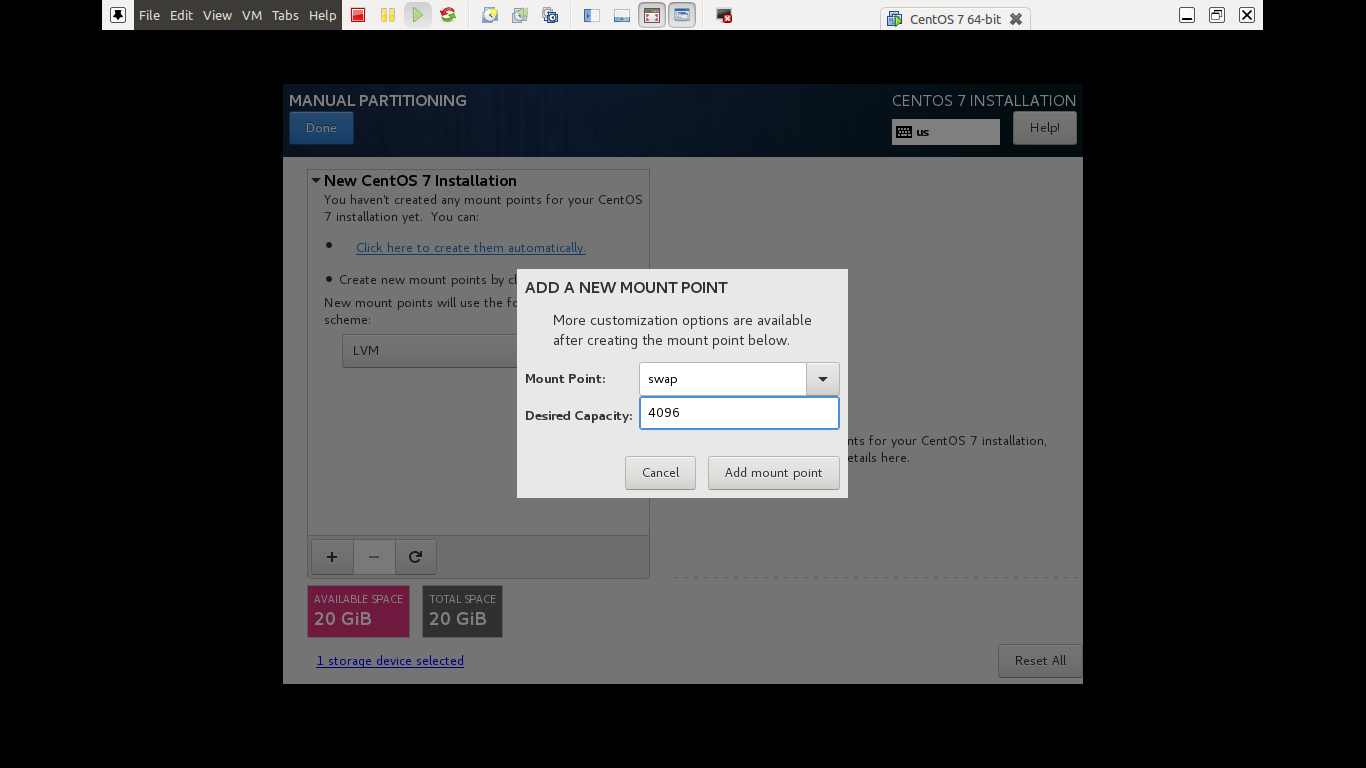 File Edit View VM Tabs Help
CentOS 7 64-bit
MANUAL PARTITIONING
CENTOS 7 INSTALLATION
Done
us
Help!
New CentOS 7 Installation
You haven't created any mount points for your CentOS
7 installation yet. You can:
Click here to create them automatically.
Create new mount points by cl
New mount points will use the fo
scheme:
LVM
ADD A NEW MOUNT POINT
More customization options are available
after creating the mount point below.
Mount Point: swap
Desired Capacity: 4096
Cancel Add mount point
nts for your CentOS 7 installation,
etails here.
AVAILABLE SPACE
20 GiB
TOTAL SPACE
20 GiB
1 storage device selected
Reset All